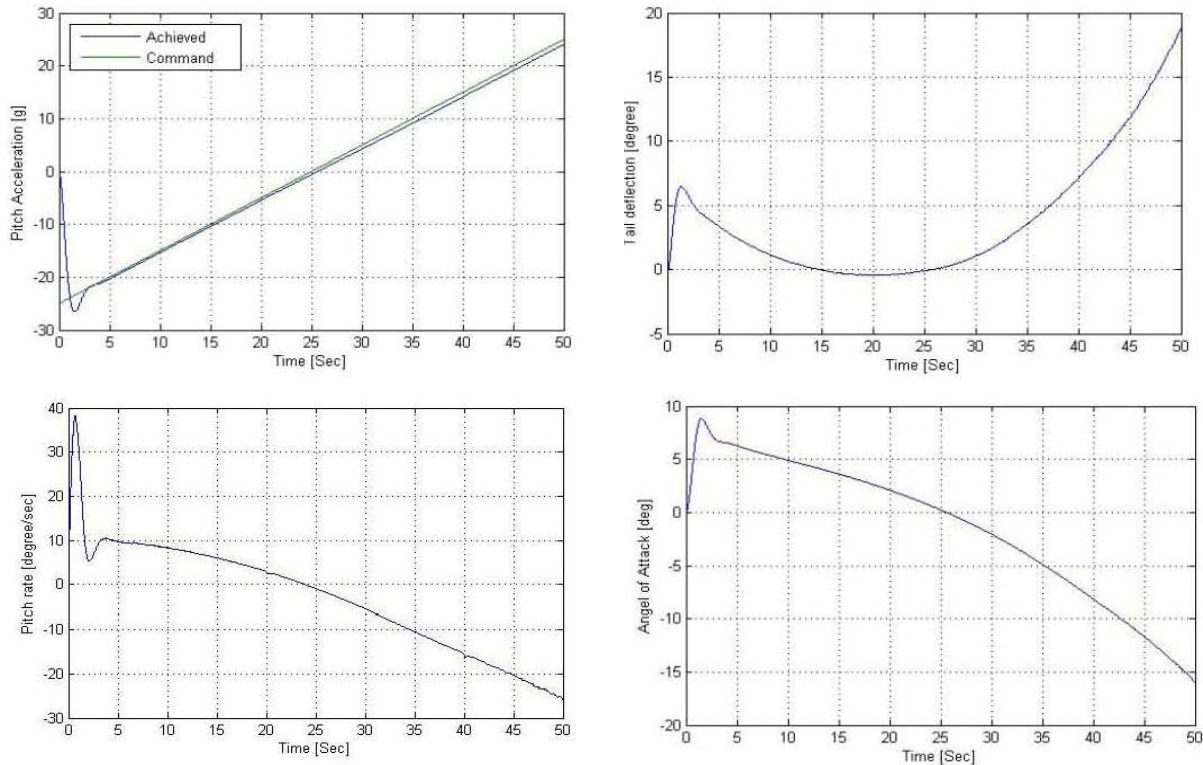 Achieved
Command
Pitch Acceleration [g]
30
20
10
0
-10
-20
-30
0 5 10 15 20 25 30 35 40 45 50
Time [Sec]
Tail deflection [degree]
20
15
10
5
0
-5
0 5 10 15 20 25 30 35 40 45 50
Time [Sec]
Pitch rate [degree/sec]
40
30
20
10
0
-10
-20
-30
0 5 10 15 20 25 30 35 40 45 50
Time [Sec]
Angel of Attack [deg]
10
5
0
-5
-10
-15
-20
0 5 10 15 20 25 30 35 40 45 50
Time [Sec]